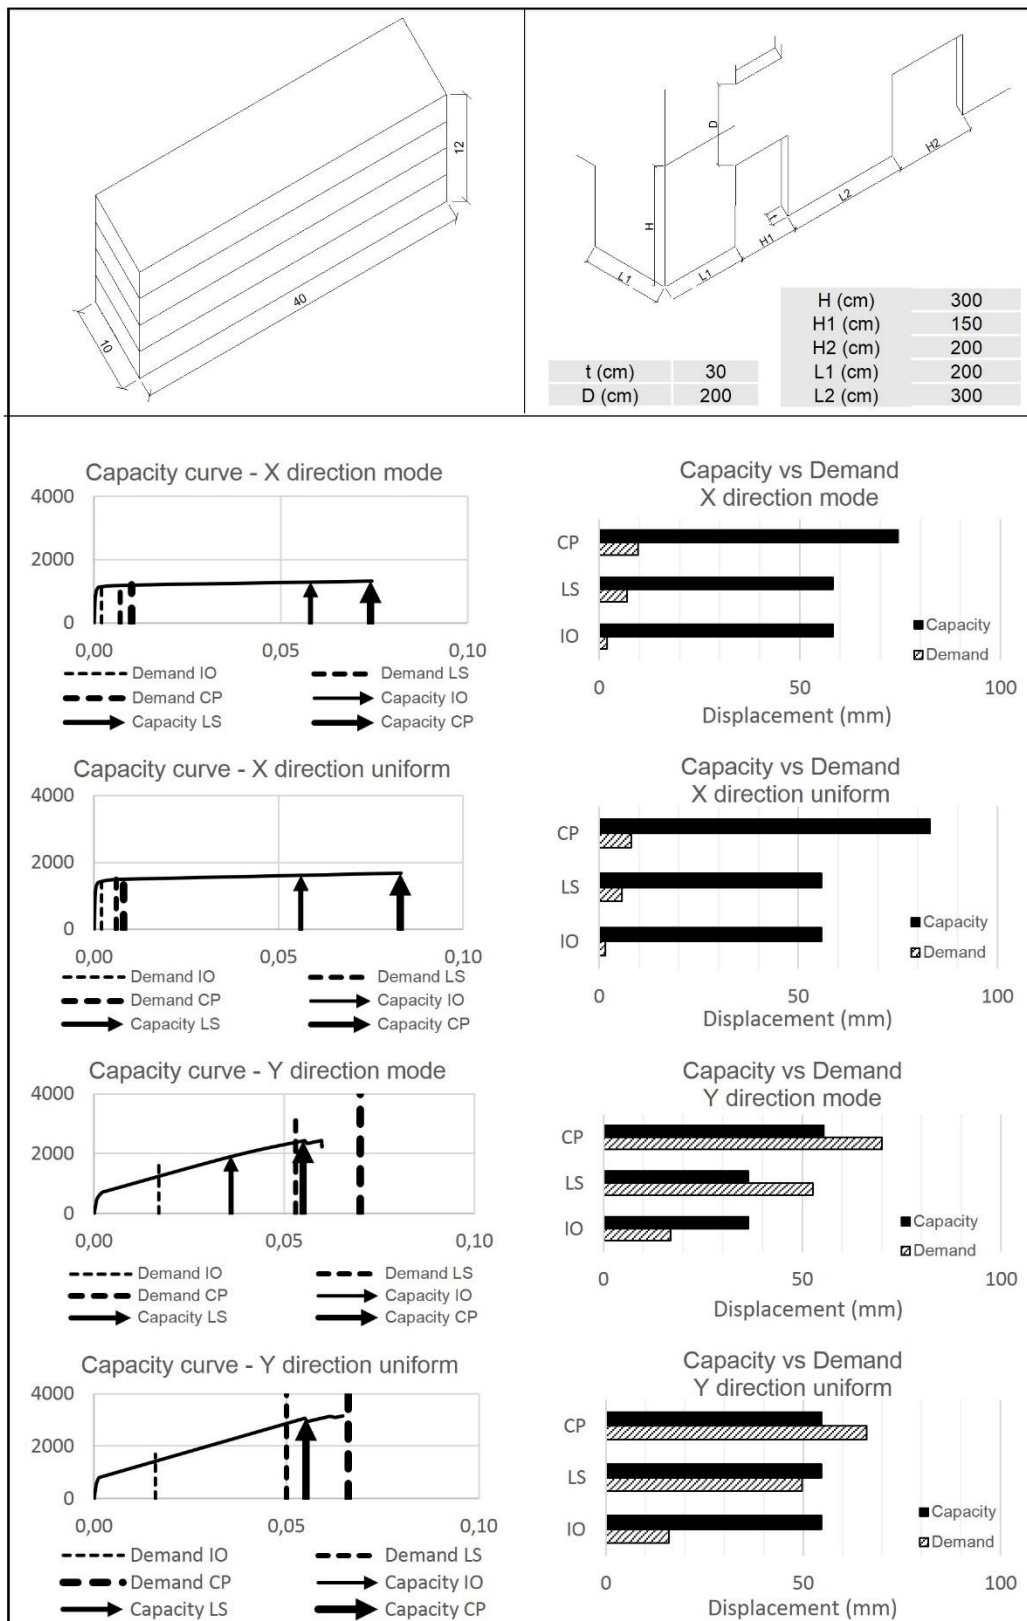 12
40
10
D
H
L1
L1
H1
t
L2
H2
t (cm) 30
D (cm) 200
H (cm) 300
H1 (cm) 150
H2 (cm) 200
L1 (cm) 200
L2 (cm) 300
Capacity curve - X direction mode
4000
2000
0
0,00 0,05 0,10
Demand IO Demand LS
Demand CP Capacity IO
Capacity LS Capacity CP
Capacity vs Demand
X direction mode
CP
LS
IO
Capacity
Demand
0 50 100
Displacement (mm)
Capacity curve - X direction uniform
4000
2000
0
0,00 0,05 0,10
Demand IO Demand LS
Demand CP Capacity IO
Capacity LS Capacity CP
Capacity vs Demand
X direction uniform
CP
LS
IO
Capacity
Demand
0 50 100
Displacement (mm)
Capacity curve - Y direction mode
4000
2000
0
0,00 0,05 0,10
Demand IO Demand LS
Demand CP Capacity IO
Capacity LS Capacity CP
Capacity vs Demand
Y direction mode
CP
LS
IO
Capacity
Demand
0 50 100
Displacement (mm)
Capacity curve - Y direction uniform
4000
2000
0
0,00 0,05 0,10
Demand IO Demand LS
Demand CP Capacity IO
Capacity LS Capacity CP
Capacity vs Demand
Y direction uniform
CP
LS
IO
Capacity
Demand
0 50 100
Displacement (mm)